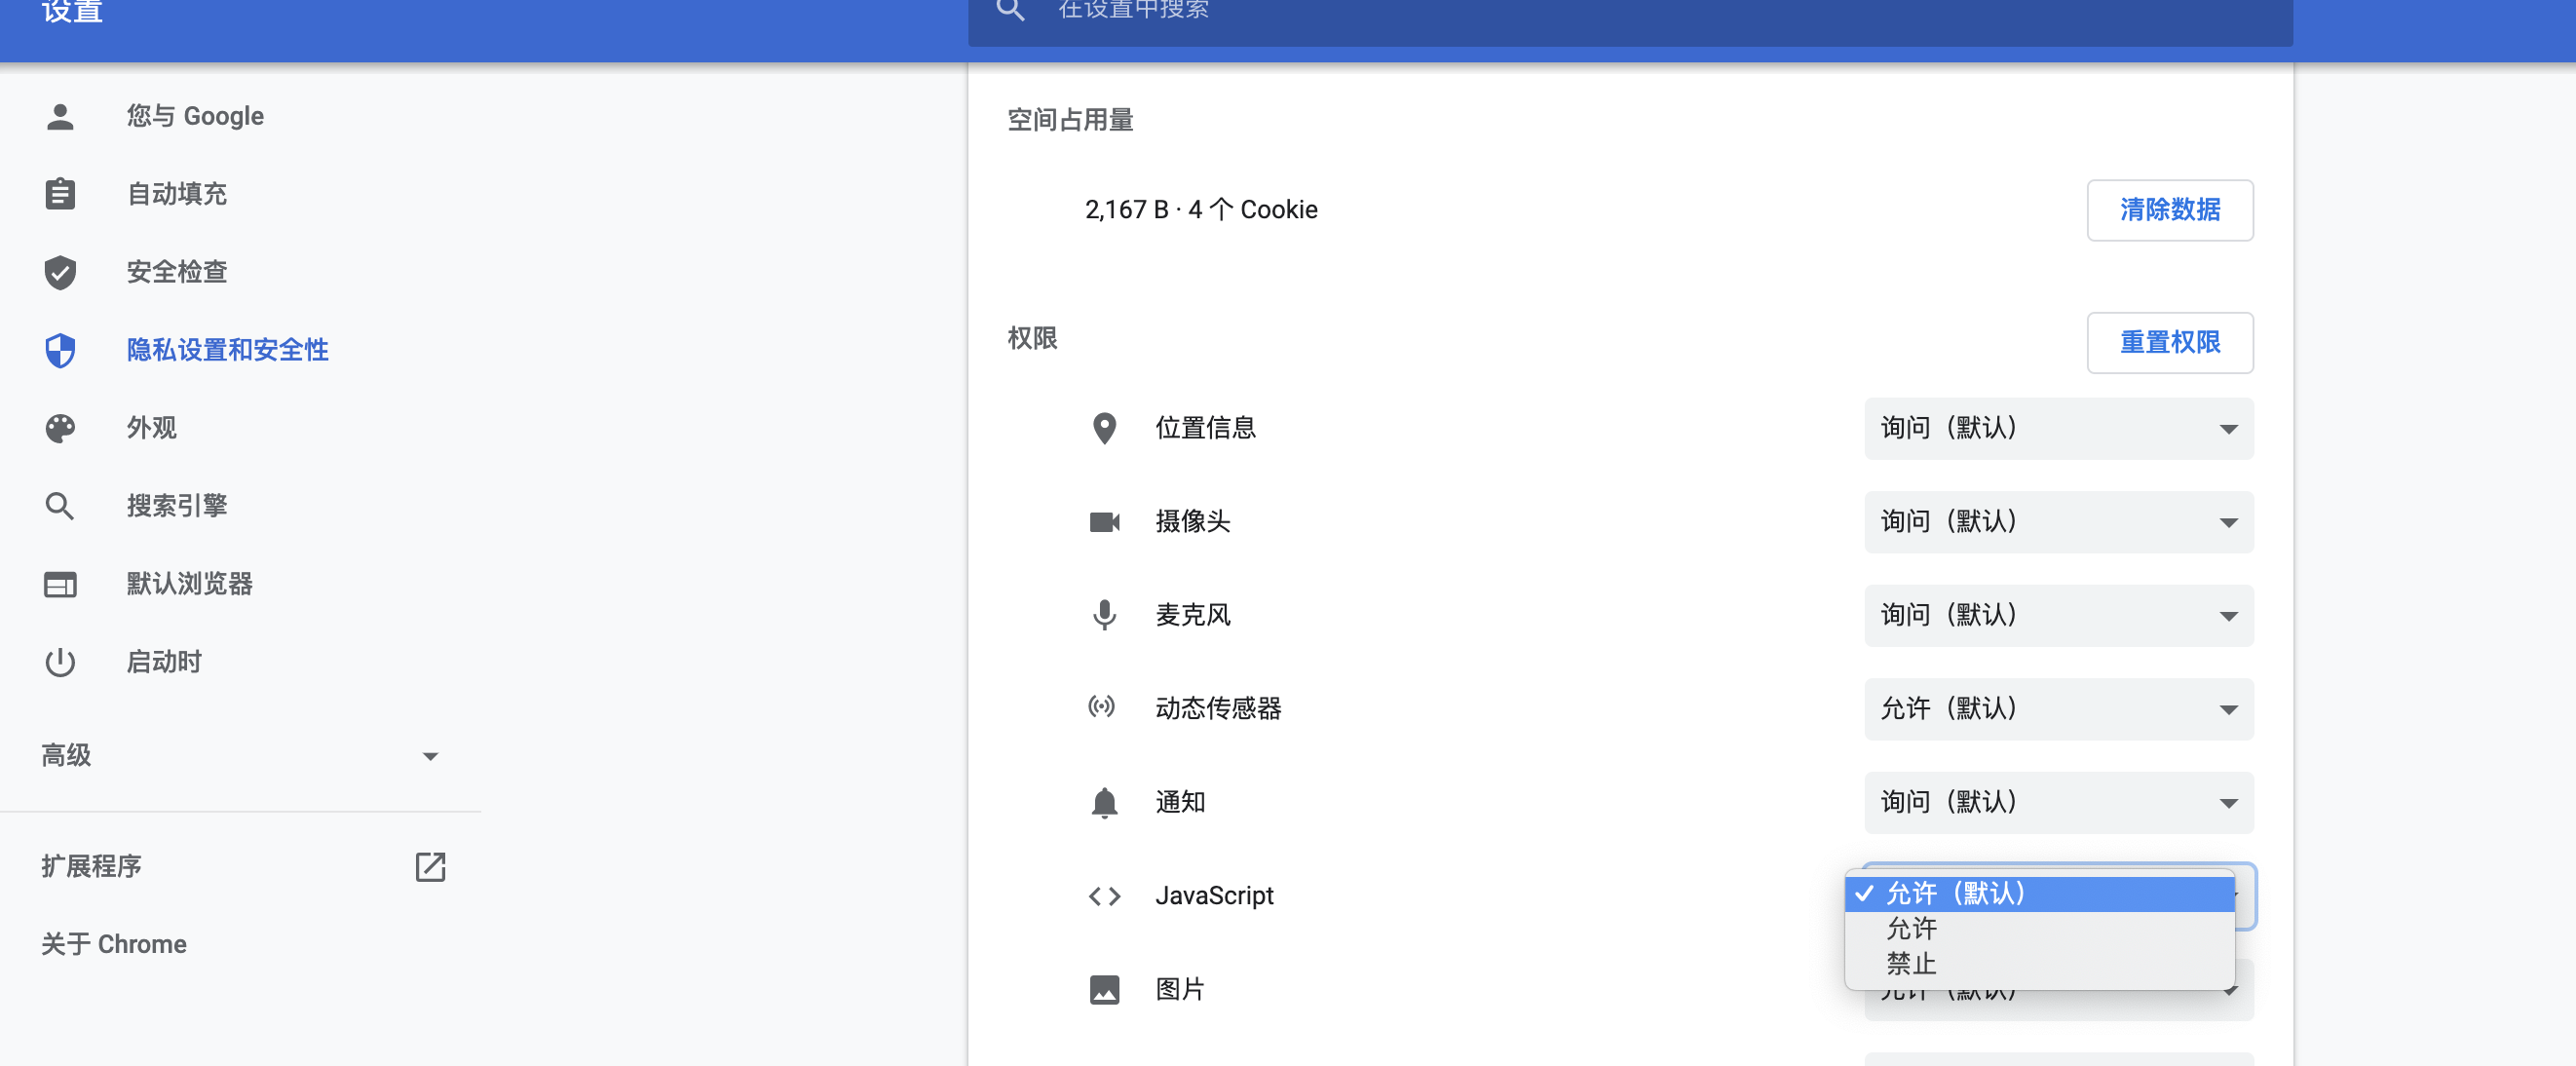 设置
在设置中搜索
您与 Google
自动填充
安全检查
隐私设置和安全性
外观
搜索引擎
默认浏览器
启动时
高级
扩展程序
关于 Chrome
空间占用量
2,167 B · 4 个 Cookie
清除数据
权限
重置权限
位置信息
询问（默认）
摄像头
询问（默认）
麦克风
询问（默认）
动态传感器
允许（默认）
通知
询问（默认）
JavaScript
允许（默认）
允许
禁止
图片
允许（默认）